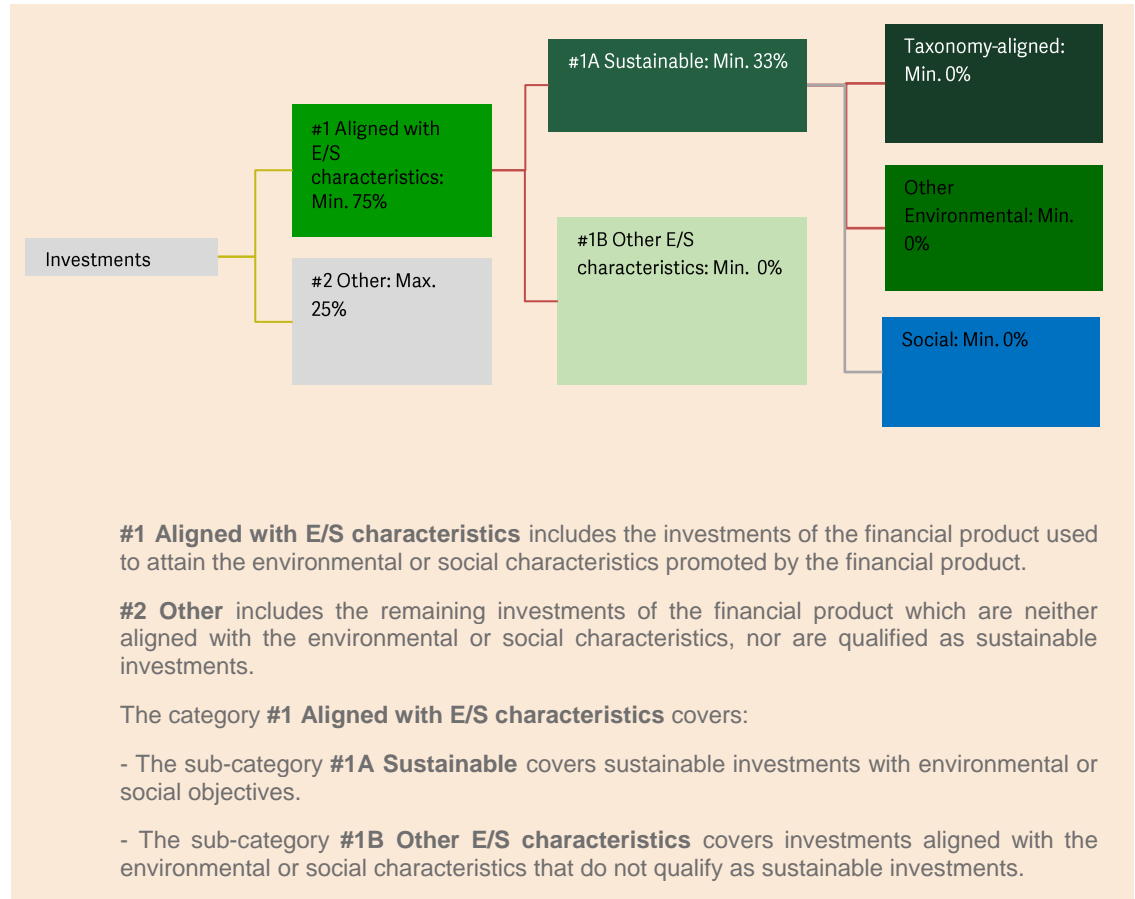 Investments
#1 Aligned with
E/S
characteristics:
Min. 75%
#2 Other: Max.
25%
#1A Sustainable: Min. 33%
#1B Other E/S
characteristics: Min. 0%
Taxonomy-aligned:
Min. 0%
Other
Environmental: Min.
0%
Social: Min. 0%
#1 Aligned with E/S characteristics includes the investments of the financial product used
to attain the environmental or social characteristics promoted by the financial product.
#2 Other includes the remaining investments of the financial product which are neither
aligned with the environmental or social characteristics, nor are qualified as sustainable
investments.
The category #1 Aligned with E/S characteristics covers:
- The sub-category #1A Sustainable covers sustainable investments with environmental or
social objectives.
- The sub-category #1B Other E/S characteristics covers investments aligned with the
environmental or social characteristics that do not qualify as sustainable investments.